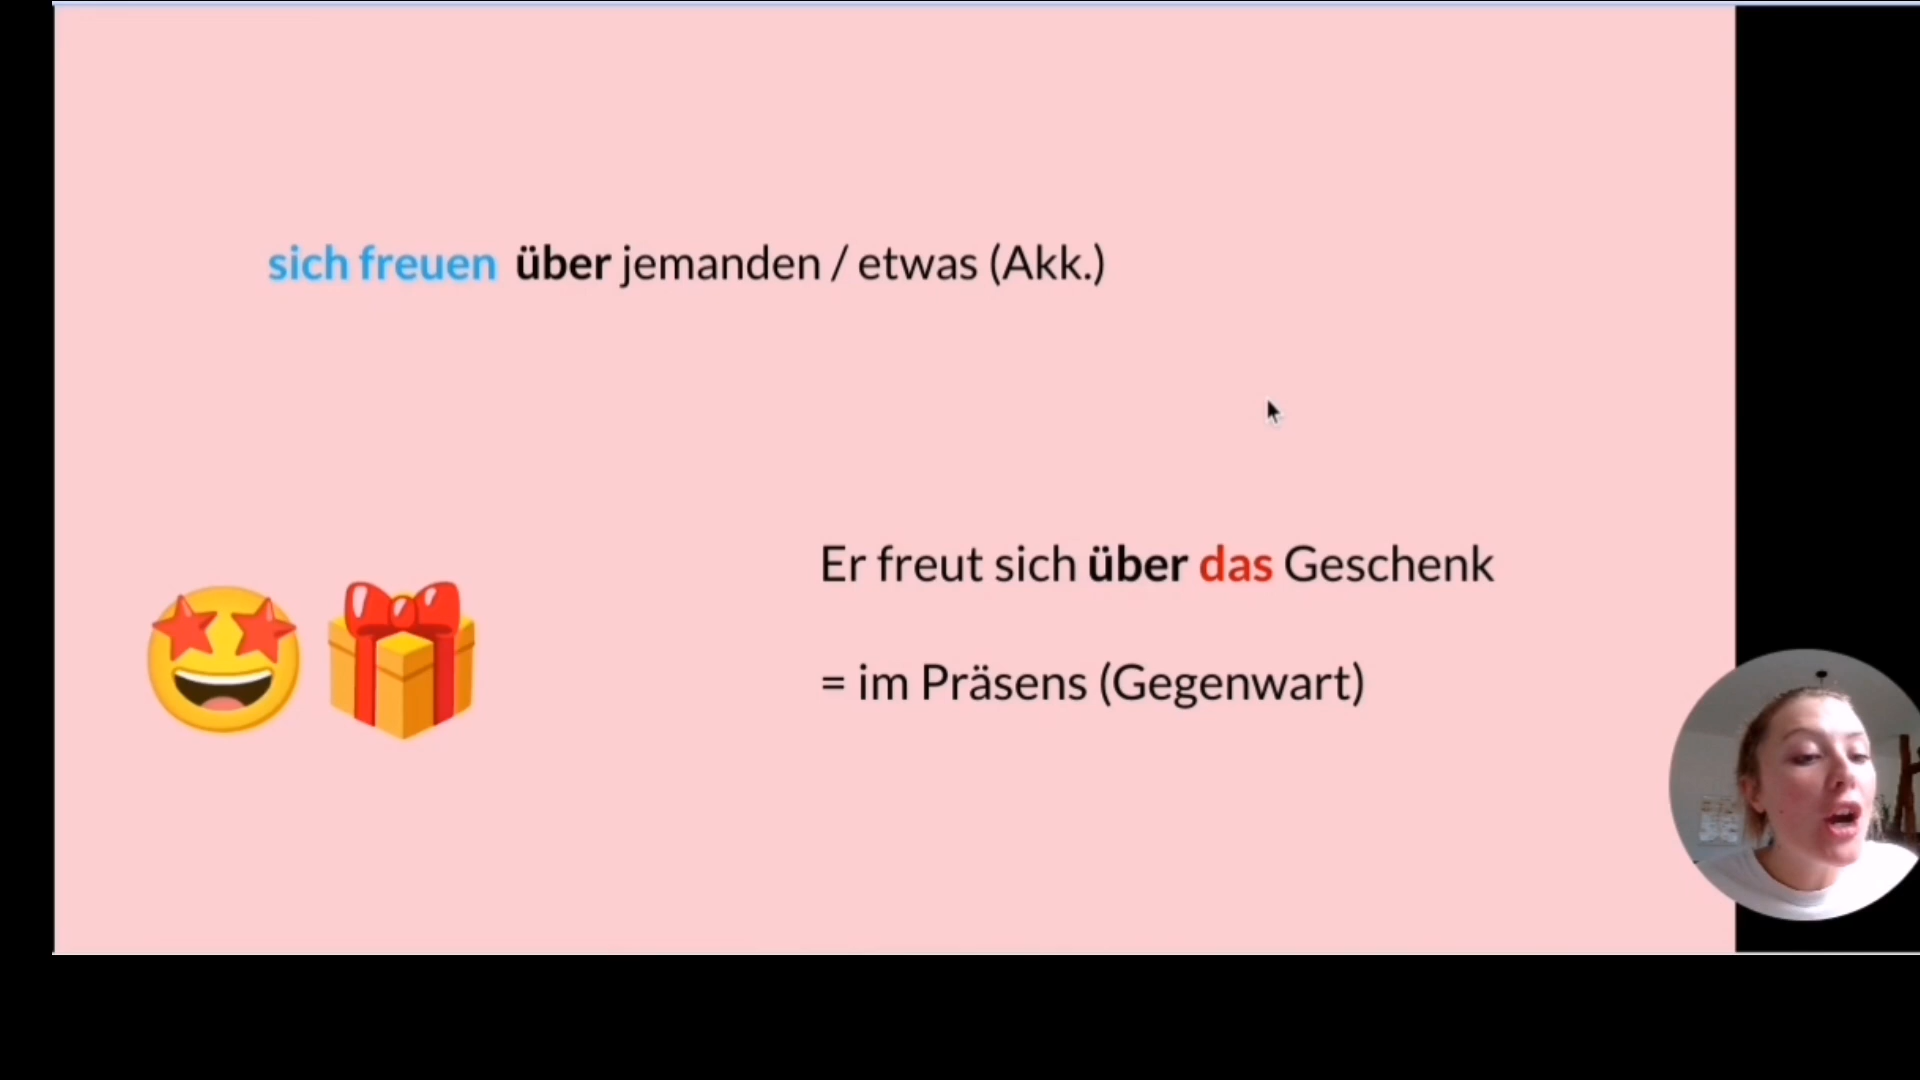 sich freuen über jemanden / etwas (Akk.)
Er freut sich über das Geschenk
= im Präsens (Gegenwart)